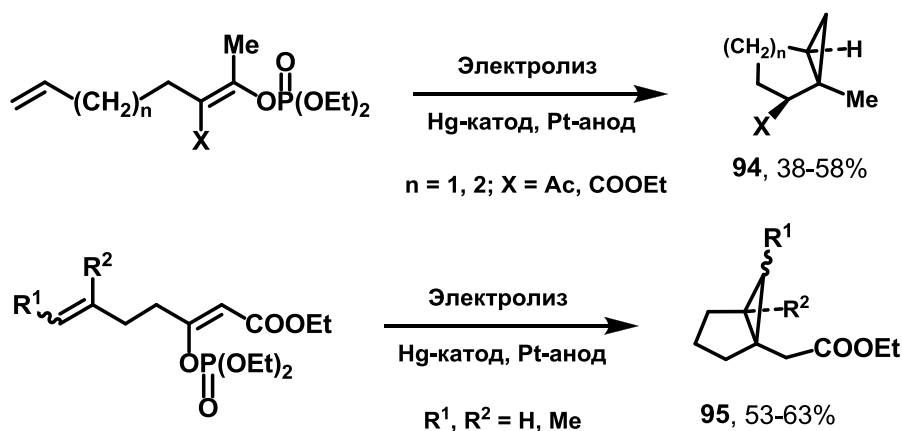 Me
O
OP(OEt)₂
(CH₂)n
X
Электролиз
Hg-катод, Pt-анод
n = 1, 2; X = Ac, COOEt
(CH₂)n
H
Me
X
94, 38-58%
R¹
R²
COOEt
OP(OEt)₂
O
Электролиз
Hg-катод, Pt-анод
R¹, R² = H, Me
R¹
R²
COOEt
95, 53-63%